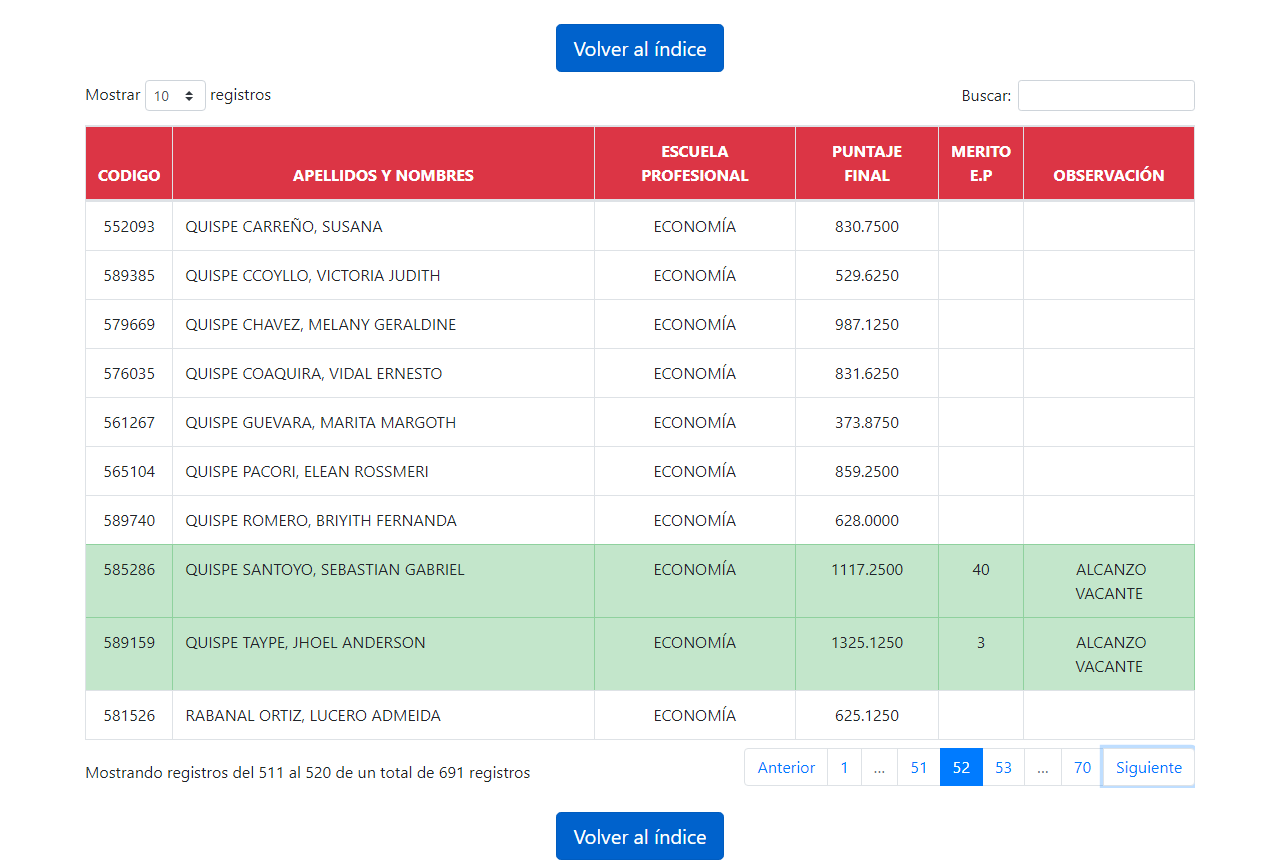 Volver al índice
Mostrar 10 registros Buscar:
CODIGO APELLIDOS Y NOMBRES ESCUELA PROFESIONAL PUNTAJE FINAL MERITO E.P OBSERVACIÓN
552093 QUISPE CARREÑO, SUSANA ECONOMÍA 830.7500
589385 QUISPE CCOYLLO, VICTORIA JUDITH ECONOMÍA 529.6250
579669 QUISPE CHAVEZ, MELANY GERALDINE ECONOMÍA 987.1250
576035 QUISPE COAQUIRA, VIDAL ERNESTO ECONOMÍA 831.6250
561267 QUISPE GUEVARA, MARITA MARGOTH ECONOMÍA 373.8750
565104 QUISPE PACORI, ELEAN ROSSMERI ECONOMÍA 859.2500
589740 QUISPE ROMERO, BRIYITH FERNANDA ECONOMÍA 628.0000
585286 QUISPE SANTOYO, SEBASTIAN GABRIEL ECONOMÍA 1117.2500 40 ALCANZO VACANTE
589159 QUISPE TAYPE, JHOEL ANDERSON ECONOMÍA 1325.1250 3 ALCANZO VACANTE
581526 RABANAL ORTIZ, LUCERO ADMEIDA ECONOMÍA 625.1250
Mostrando registros del 511 al 520 de un total de 691 registros Anterior 1 ... 51 52 53 ... 70 Siguiente
Volver al índice